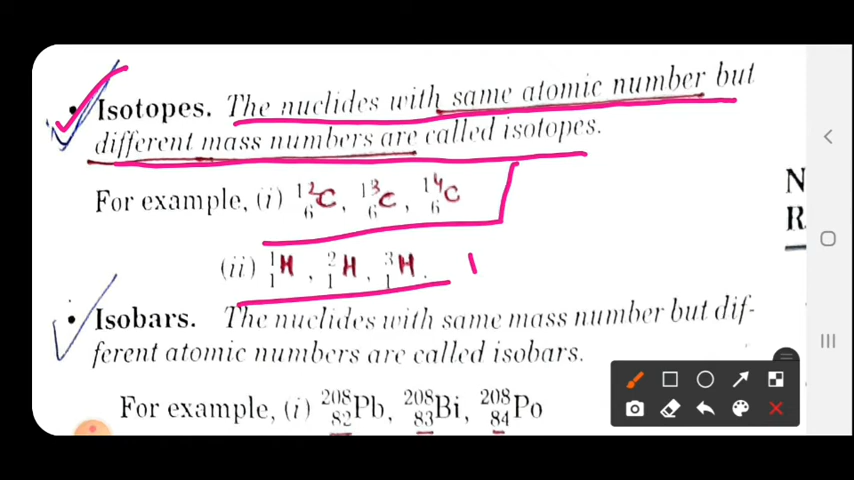 • Isotopes. The nuclides with same atomic number but
different mass numbers are called isotopes.
For example, (i) ¹²₆C, ¹³₆C, ¹⁴₆C
(ii) ¹₁H, ²₁H, ³₁H.
• Isobars. The nuclides with same mass number but dif-
ferent atomic numbers are called isobars.
For example, (i) ²⁰⁸₈₂Pb, ²⁰⁸₈₃Bi, ²⁰⁸₈₄Po
N
R